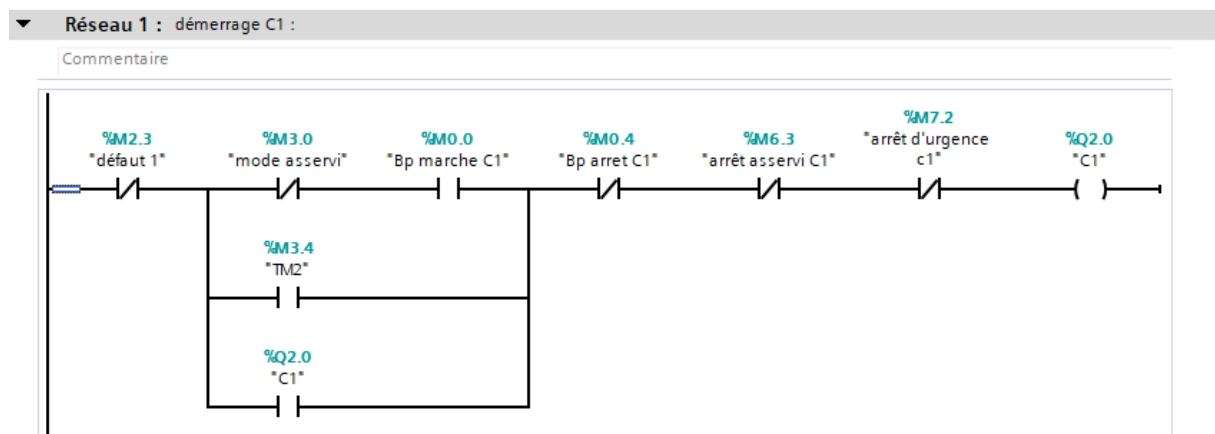 Réseau 1 : démerrage C1 :
Commentaire
%M2.3
"défaut 1"
%M3.0
"mode asservi"
%M0.0
"Bp marche C1"
%M0.4
"Bp arret C1"
%M6.3
"arrêt asservi C1"
%M7.2
"arrêt d'urgence
c1"
%Q2.0
"C1"
%M3.4
"TM2"
%Q2.0
"C1"